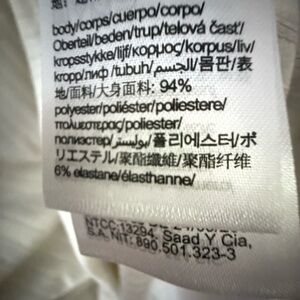 body/corps/cuerpo/corpo/
Oberteil/beden/trup/telová časť/
kropsstykke/lijf/κορμος/korpus/liv/
kropp/лиф/tubuh/الجسم/몸판/表
地/面料/大身面料: 94%
polyester/poliéster/poliestere/
πολυεστερας/poliester/
полиэстер/بوليستر/폴리에스터/ポ
リエステル/聚酯纖維/聚酯纤维
6% elastane/élasthanne/
NTCC.13294, Saad Y Cia,
S.A. NIT: 890.501.323-3